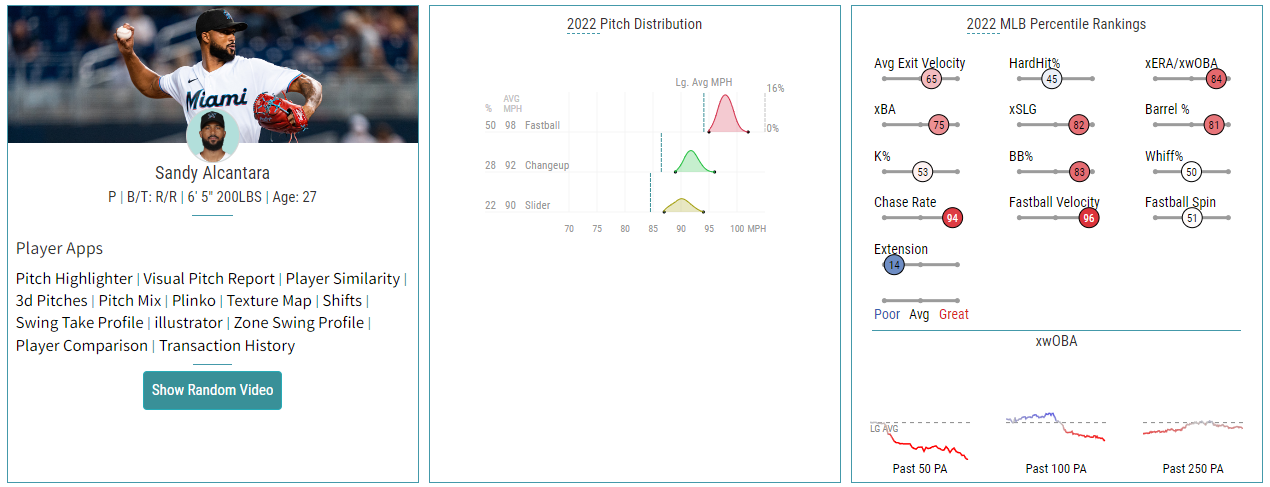 Miami
Sandy Alcantara
P | B/T: R/R | 6' 5" 200LBS | Age: 27
Player Apps
Pitch Highlighter | Visual Pitch Report | Player Similarity |
3d Pitches | Pitch Mix | Plinko | Texture Map | Shifts |
Swing Take Profile | illustrator | Zone Swing Profile |
Player Comparison | Transaction History
Show Random Video
2022 Pitch Distribution
Lg. Avg MPH
16%
0%
% AVG MPH
50 98 Fastball
28 92 Changeup
22 90 Slider
70 75 80 85 90 95 100 MPH
2022 MLB Percentile Rankings
Avg Exit Velocity HardHit% xERA/xwOBA
65 45 84
xBA xSLG Barrel %
75 82 81
K% BB% Whiff%
53 83 50
Chase Rate Fastball Velocity Fastball Spin
94 96 51
Extension
14
Poor Avg Great
xwOBA
LG AVG
Past 50 PA Past 100 PA Past 250 PA